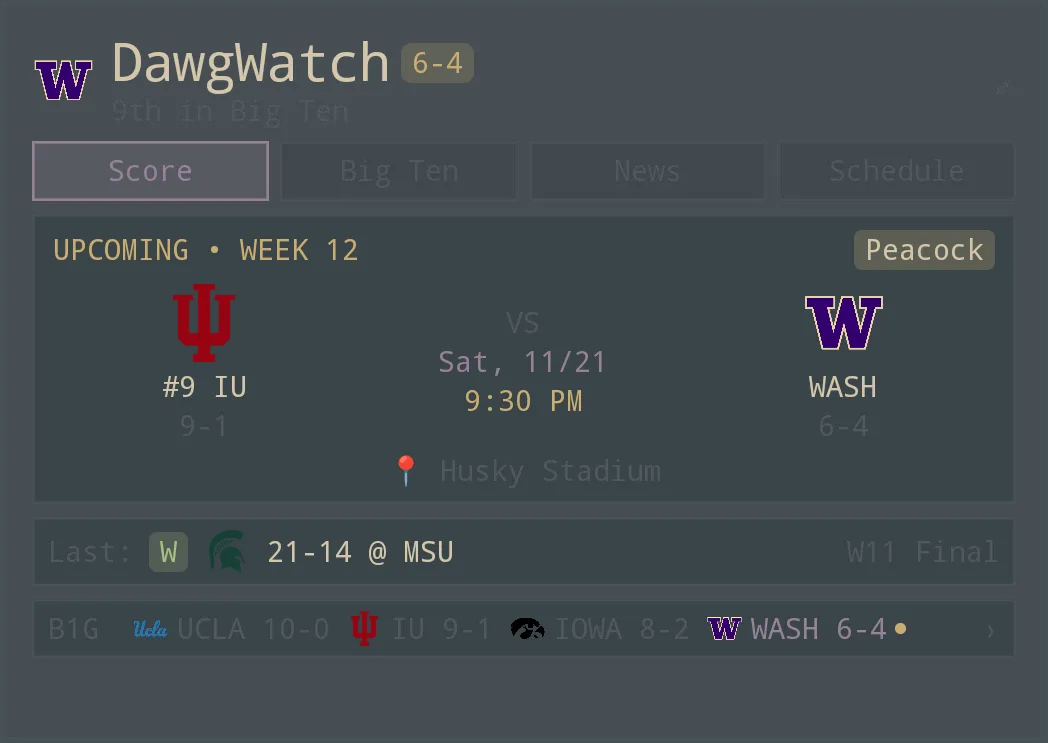 DawgWatch 6-4
9th in Big Ten
Score Big Ten News Schedule
UPCOMING • WEEK 12 Peacock
VS
Sat, 11/21
#9 IU 9:30 PM WASH
9-1 6-4
Husky Stadium
Last: W 21-14 @ MSU W11 Final
B1G Ucla UCLA 10-0 IU 9-1 IOWA 8-2 W WASH 6-4 • ›